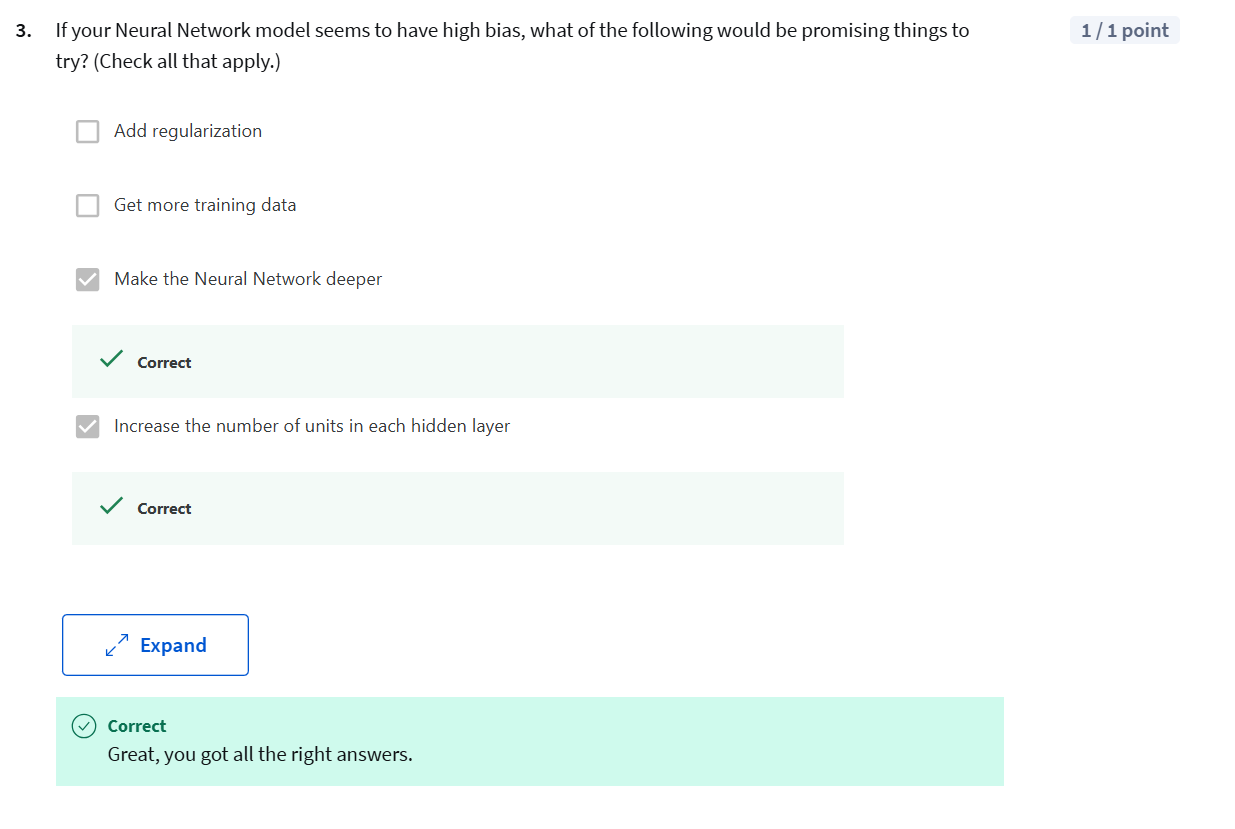 3. If your Neural Network model seems to have high bias, what of the following would be promising things to
1 / 1 point
try? (Check all that apply.)
Add regularization
Get more training data
Make the Neural Network deeper
Correct
Increase the number of units in each hidden layer
Correct
Expand
Correct
Great, you got all the right answers.